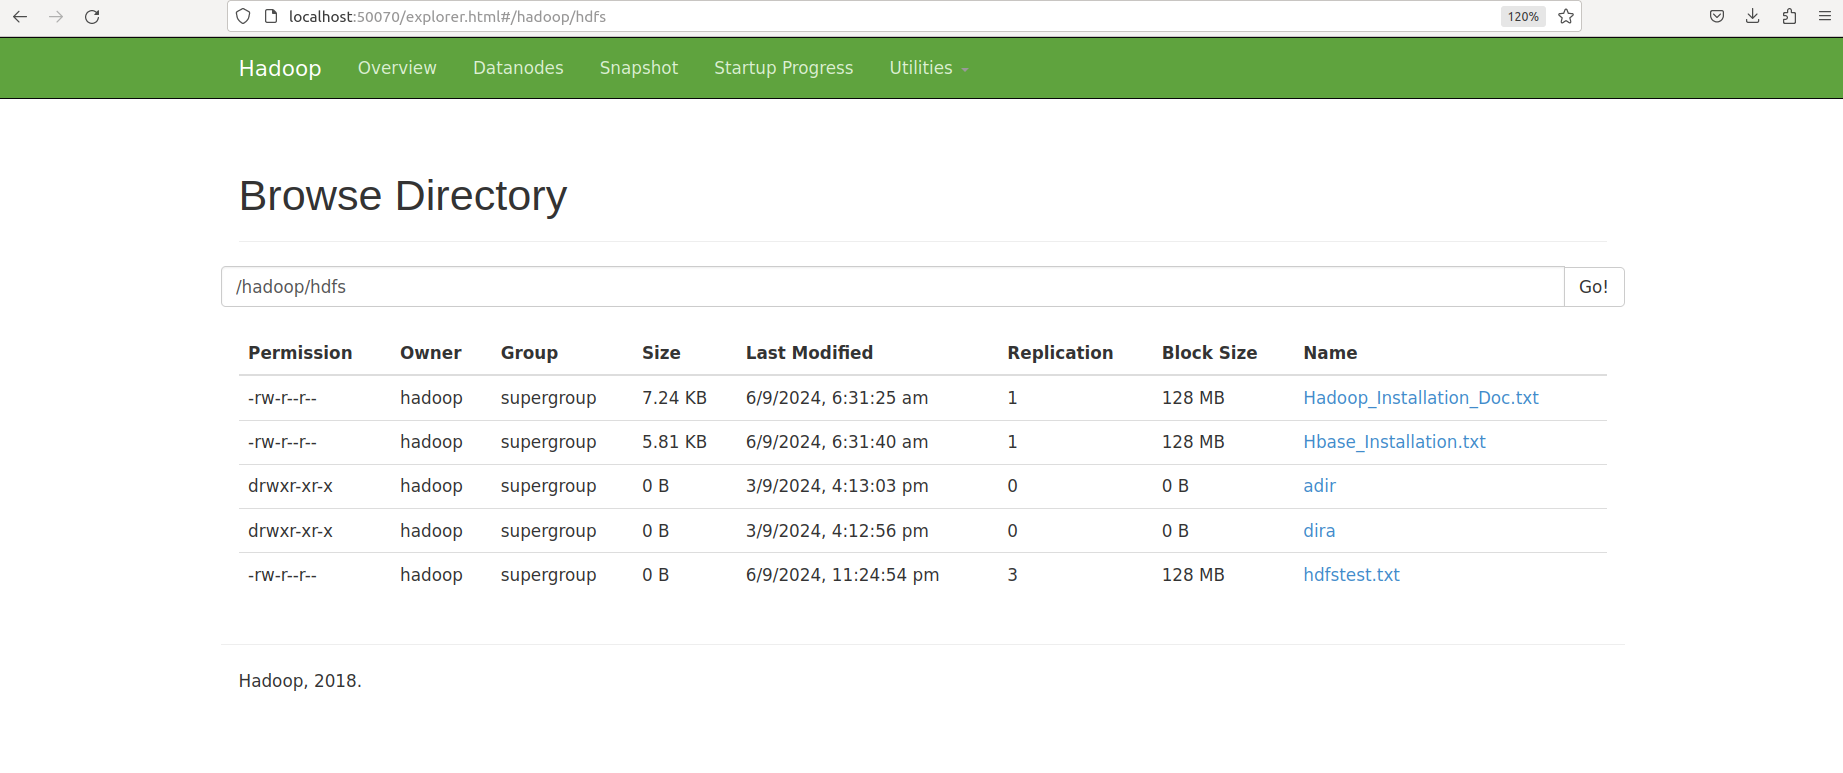 localhost:50070/explorer.html#/hadoop/hdfs 120%
Hadoop Overview Datanodes Snapshot Startup Progress Utilities
Browse Directory
/hadoop/hdfs Go!
Permission Owner Group Size Last Modified Replication Block Size Name
-rw-r--r-- hadoop supergroup 7.24 KB 6/9/2024, 6:31:25 am 1 128 MB Hadoop_Installation_Doc.txt
-rw-r--r-- hadoop supergroup 5.81 KB 6/9/2024, 6:31:40 am 1 128 MB Hbase_Installation.txt
drwxr-xr-x hadoop supergroup 0 B 3/9/2024, 4:13:03 pm 0 0 B adir
drwxr-xr-x hadoop supergroup 0 B 3/9/2024, 4:12:56 pm 0 0 B dira
-rw-r--r-- hadoop supergroup 0 B 6/9/2024, 11:24:54 pm 3 128 MB hdfstest.txt
Hadoop, 2018.